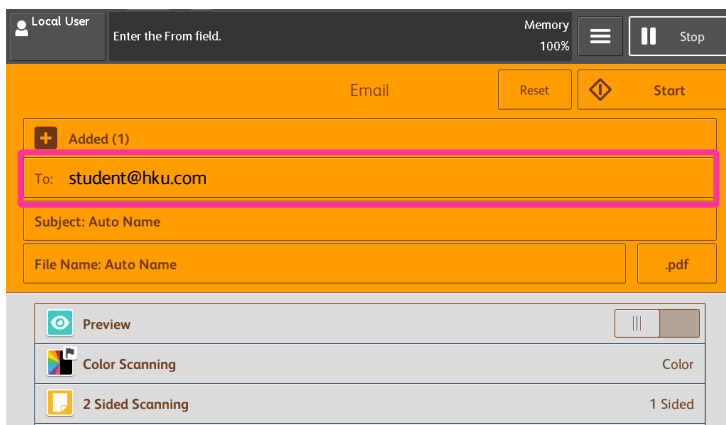 Local User
Enter the From field.
Memory
100%
Stop
Email
Reset
Start
Added (1)
To: student@hku.com
Subject: Auto Name
File Name: Auto Name
.pdf
Preview
Color Scanning
Color
2 Sided Scanning
1 Sided